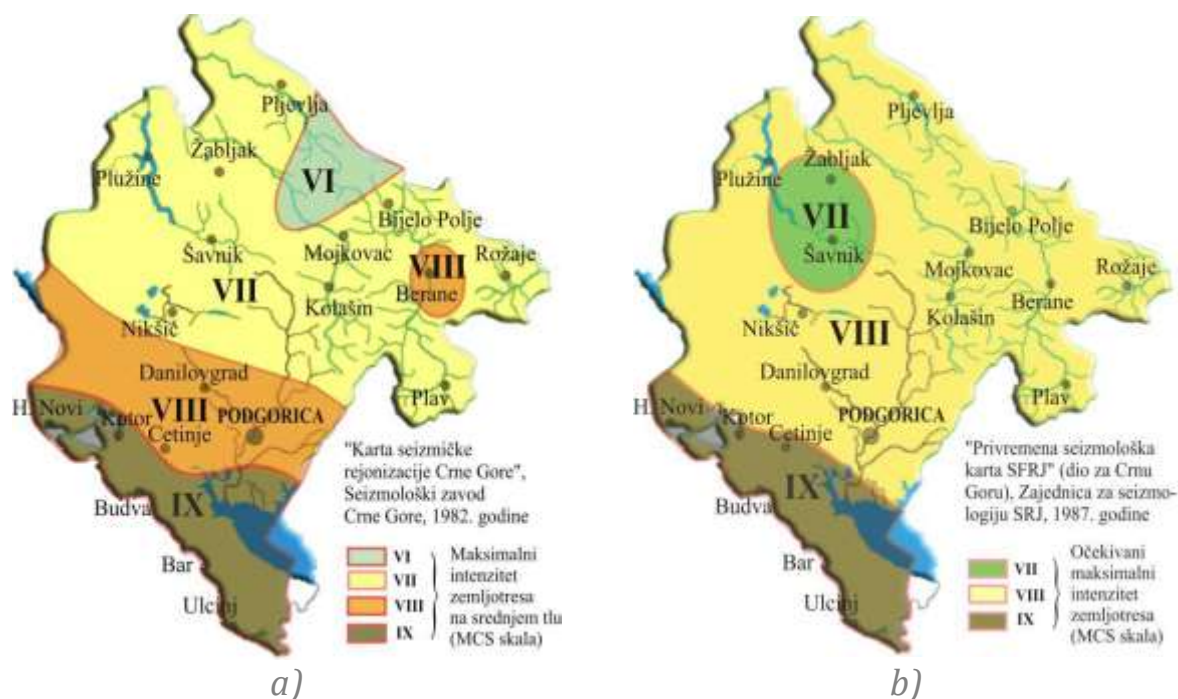 Pljevlja
Žabljak
Plužine
VI
Bijelo Polje
Šavnik
Mojkovac
VIII
Rožaje
VII
Berane
Kolašin
Nikšić
Danilovgrad
Plav
H. Novi
VIII
PODGORICA
Kotor
Cetinje
IX
Budva
Bar
Ulcinj
"Karta seizmičke
rejonizacije Crne Gore",
Seizmološki zavod
Crne Gore, 1982. godine
VI
VII
VIII
IX
Maksimalni
intenzitet
zemljotresa
na srednjem tlu
(MCS skala)
a)
Pljevlja
Žabljak
Plužine
VII
Bijelo Polje
Šavnik
Mojkovac
Rožaje
Berane
Kolašin
Nikšić
VIII
Danilovgrad
Plav
H. Novi
PODGORICA
Kotor
Cetinje
IX
Budva
Bar
Ulcinj
"Privremena seizmološka
karta SFRJ" (dio za Crnu
Goru), Zajednica za seizmo-
logiju SRJ, 1987. godine
VII
VIII
IX
Očekivani
maksimalni
intenzitet
zemljotresa
(MCS skala)
b)